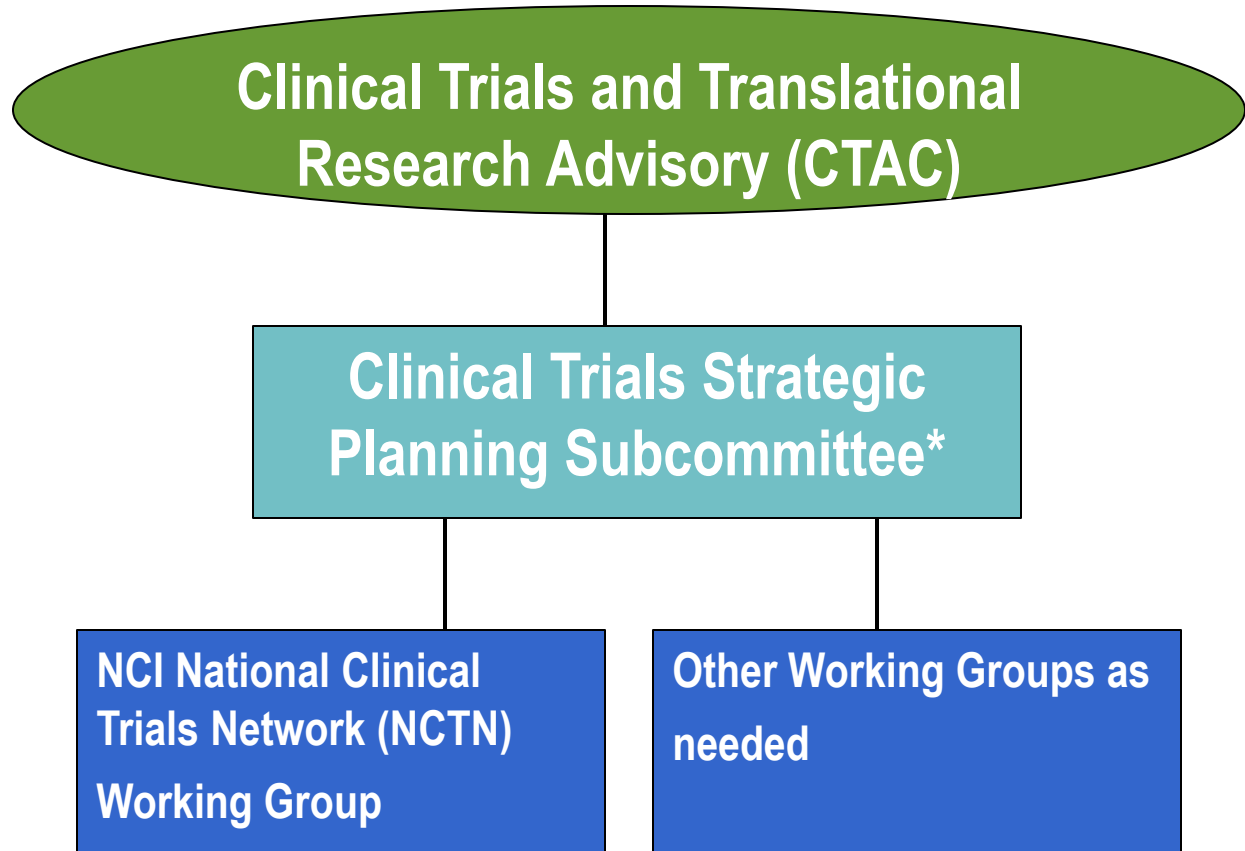 Clinical Trials and Translational
Research Advisory (CTAC)
Clinical Trials Strategic
Planning Subcommittee*
NCI National Clinical
Trials Network (NCTN)
Working Group
Other Working Groups as
needed